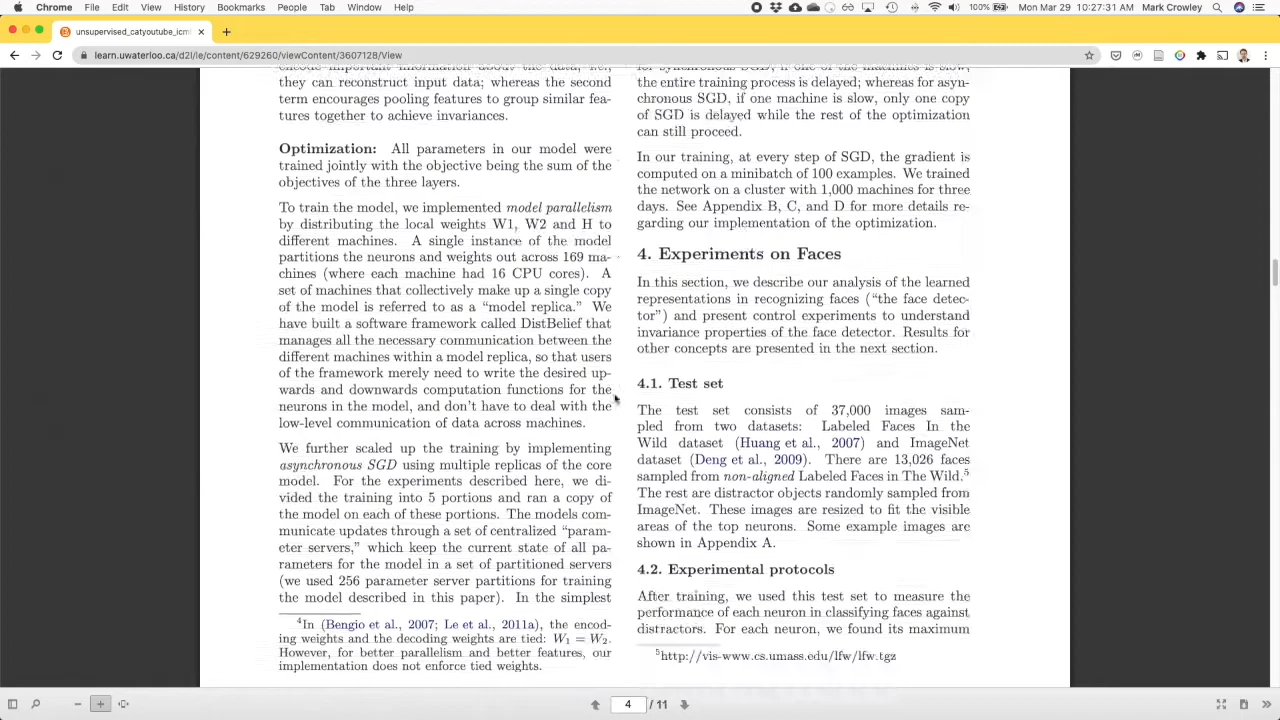 Chrome File Edit View History Bookmarks People Tab Window Help 100% Mon Mar 29 10:27:31 AM Mark Crowley
unsupervised_catyoutube_icml
learn.uwaterloo.ca/d2l/le/content/629260/viewContent/3607128/View
encode important information about the data, i.e.,
they can reconstruct input data; whereas the second
term encourages pooling features to group similar fea-
tures together to achieve invariances.
Optimization: All parameters in our model were
trained jointly with the objective being the sum of the
objectives of the three layers.
To train the model, we implemented model parallelism
by distributing the local weights W1, W2 and H to
different machines. A single instance of the model
partitions the neurons and weights out across 169 ma-
chines (where each machine had 16 CPU cores). A
set of machines that collectively make up a single copy
of the model is referred to as a “model replica.” We
have built a software framework called DistBelief that
manages all the necessary communication between the
different machines within a model replica, so that users
of the framework merely need to write the desired up-
wards and downwards computation functions for the
neurons in the model, and don’t have to deal with the
low-level communication of data across machines.
We further scaled up the training by implementing
asynchronous SGD using multiple replicas of the core
model. For the experiments described here, we di-
vided the training into 5 portions and ran a copy of
the model on each of these portions. The models com-
municate updates through a set of centralized “param-
eter servers,” which keep the current state of all pa-
rameters for the model in a set of partitioned servers
(we used 256 parameter server partitions for training
the model described in this paper). In the simplest
4In (Bengio et al., 2007; Le et al., 2011a), the encod-
ing weights and the decoding weights are tied: W1 = W2.
However, for better parallelism and better features, our
implementation does not enforce tied weights.
for synchronous SGD, if one of the machines is slow,
the entire training process is delayed; whereas for asyn-
chronous SGD, if one machine is slow, only one copy
of SGD is delayed while the rest of the optimization
can still proceed.
In our training, at every step of SGD, the gradient is
computed on a minibatch of 100 examples. We trained
the network on a cluster with 1,000 machines for three
days. See Appendix B, C, and D for more details re-
garding our implementation of the optimization.
4. Experiments on Faces
In this section, we describe our analysis of the learned
representations in recognizing faces (“the face detec-
tor”) and present control experiments to understand
invariance properties of the face detector. Results for
other concepts are presented in the next section.
4.1. Test set
The test set consists of 37,000 images sam-
pled from two datasets: Labeled Faces In the
Wild dataset (Huang et al., 2007) and ImageNet
dataset (Deng et al., 2009). There are 13,026 faces
sampled from non-aligned Labeled Faces in The Wild.5
The rest are distractor objects randomly sampled from
ImageNet. These images are resized to fit the visible
areas of the top neurons. Some example images are
shown in Appendix A.
4.2. Experimental protocols
After training, we used this test set to measure the
performance of each neuron in classifying faces against
distractors. For each neuron, we found its maximum
5http://vis-www.cs.umass.edu/lfw/lfw.tgz
4 / 11